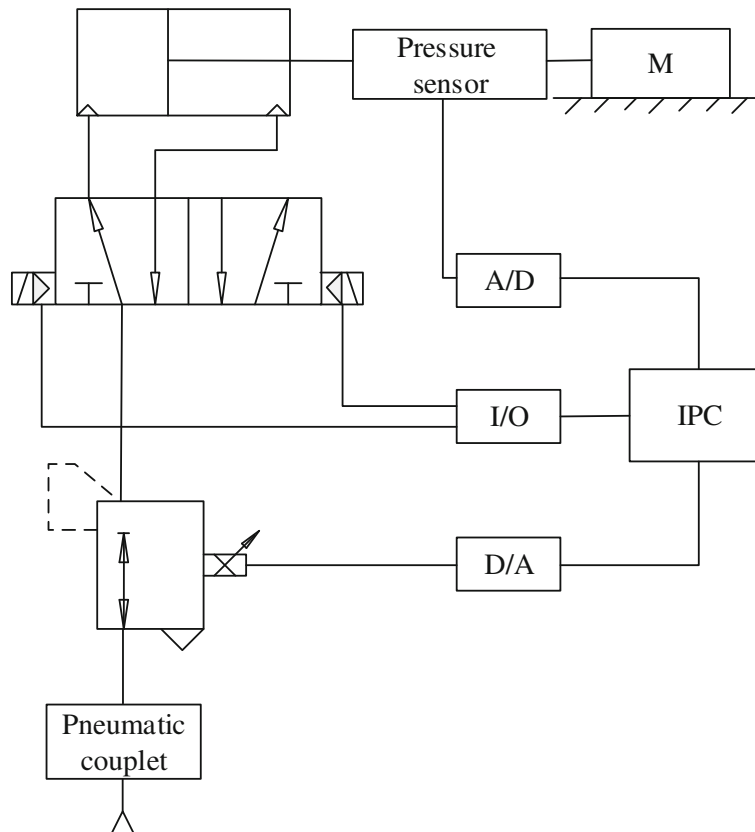 Pressure
sensor
M
A/D
I/O
IPC
D/A
Pneumatic
couplet